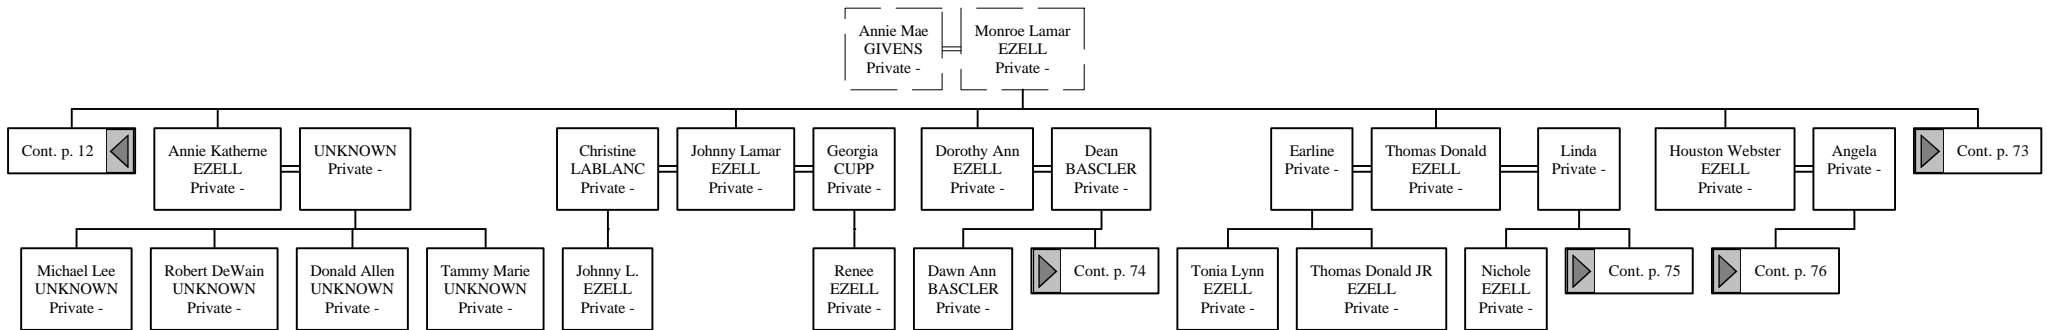 Annie Mae
GIVENS
Private -
Monroe Lamar
EZELL
Private -
Cont. p. 12
Annie Katherne
EZELL
Private -
UNKNOWN
Private -
Christine
LABLANC
Private -
Johnny Lamar
EZELL
Private -
Georgia
CUPP
Private -
Dorothy Ann
EZELL
Private -
Dean
BASCLER
Private -
Earline
Private -
Thomas Donald
EZELL
Private -
Linda
Private -
Houston Webster
EZELL
Private -
Angela
Private -
Cont. p. 73
Michael Lee
UNKNOWN
Private -
Robert DeWain
UNKNOWN
Private -
Donald Allen
UNKNOWN
Private -
Tammy Marie
UNKNOWN
Private -
Johnny L.
EZELL
Private -
Renee
EZELL
Private -
Dawn Ann
BASCLER
Private -
Cont. p. 74
Tonia Lynn
EZELL
Private -
Thomas Donald JR
EZELL
Private -
Nichole
EZELL
Private -
Cont. p. 75
Cont. p. 76